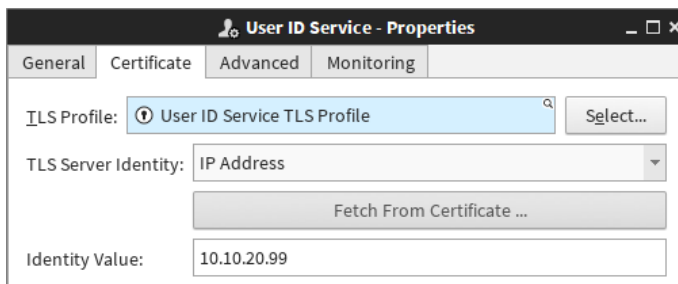 User ID Service - Properties
General Certificate Advanced Monitoring
TLS Profile: User ID Service TLS Profile Select...
TLS Server Identity: IP Address
Fetch From Certificate ...
Identity Value: 10.10.20.99